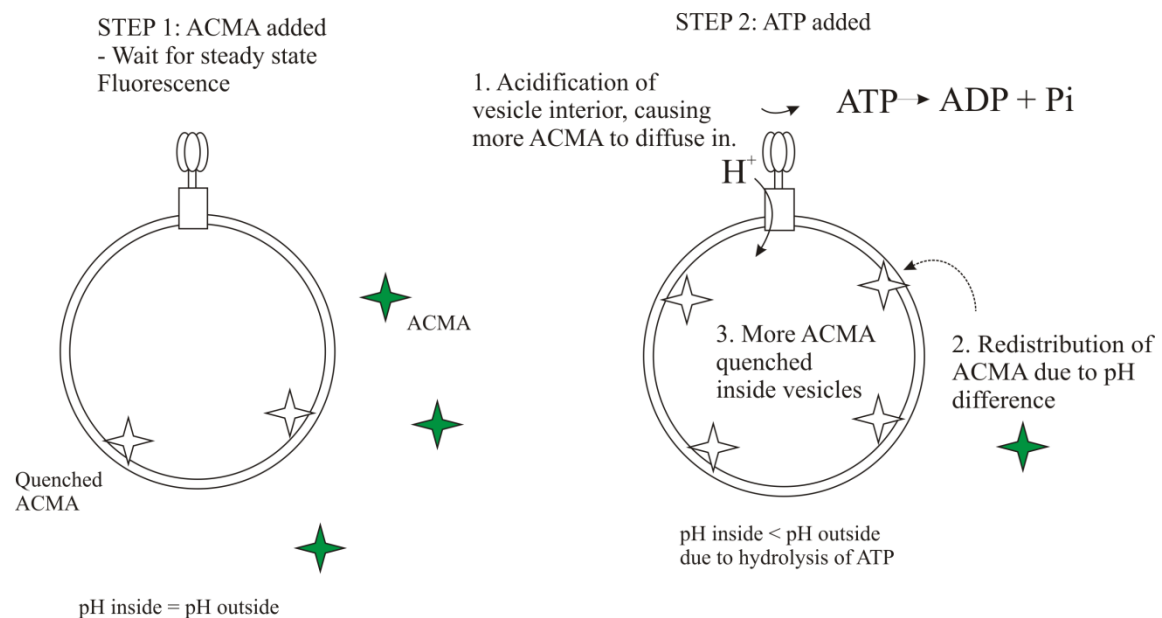 STEP 1: ACMA added
- Wait for steady state
Fluorescence
ACMA
Quenched
ACMA
pH inside = pH outside
STEP 2: ATP added
1. Acidification of
vesicle interior, causing
more ACMA to diffuse in.
ATP → ADP + Pi
H⁺
3. More ACMA
quenched
inside vesicles
2. Redistribution of
ACMA due to pH
difference
pH inside < pH outside
due to hydrolysis of ATP